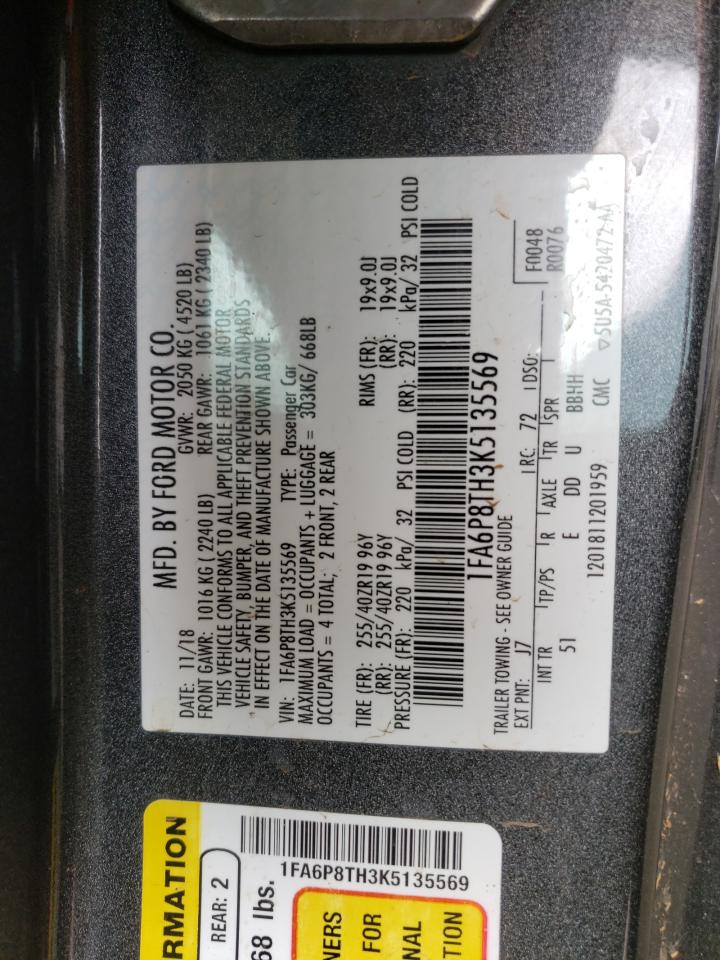 MFD. BY FORD MOTOR CO.
DATE: 11/18 GVWR: 2050 KG ( 4520 LB)
FRONT GAWR: 1016 KG ( 2240 LB) REAR GAWR: 1061 KG ( 2340 LB)
THIS VEHICLE CONFORMS TO ALL APPLICABLE FEDERAL MOTOR
VEHICLE SAFETY, BUMPER, AND THEFT PREVENTION STANDARDS
IN EFFECT ON THE DATE OF MANUFACTURE SHOWN ABOVE.
VIN: 1FA6P8TH3K5135569 TYPE: Passenger Car
MAXIMUM LOAD = OCCUPANTS + LUGGAGE = 303KG/ 668LB
OCCUPANTS = 4 TOTAL; 2 FRONT, 2 REAR
TIRE (FR): 255/40ZR19 96Y RIMS (FR): 19x9.0J
(RR): 255/40ZR19 96Y (RR): 19x9.0J
PRESSURE (FR): 220 kPa/ 32 PSI COLD (RR): 220 kPa/ 32 PSI COLD
1FA6P8TH3K5135569
TRAILER TOWING - SEE OWNER GUIDE
EXT PNT: J7 RC: 72 DSO: F0048
R0076
INT TR TP/PS R AXLE TR SPR
51 E DD U BBHH
1201811201959 CMC ▽5U5A-5420472-AA
RMATION
REAR: 2
68 lbs.
1FA6P8TH3K5135569
NERS
FOR
NAL
TION